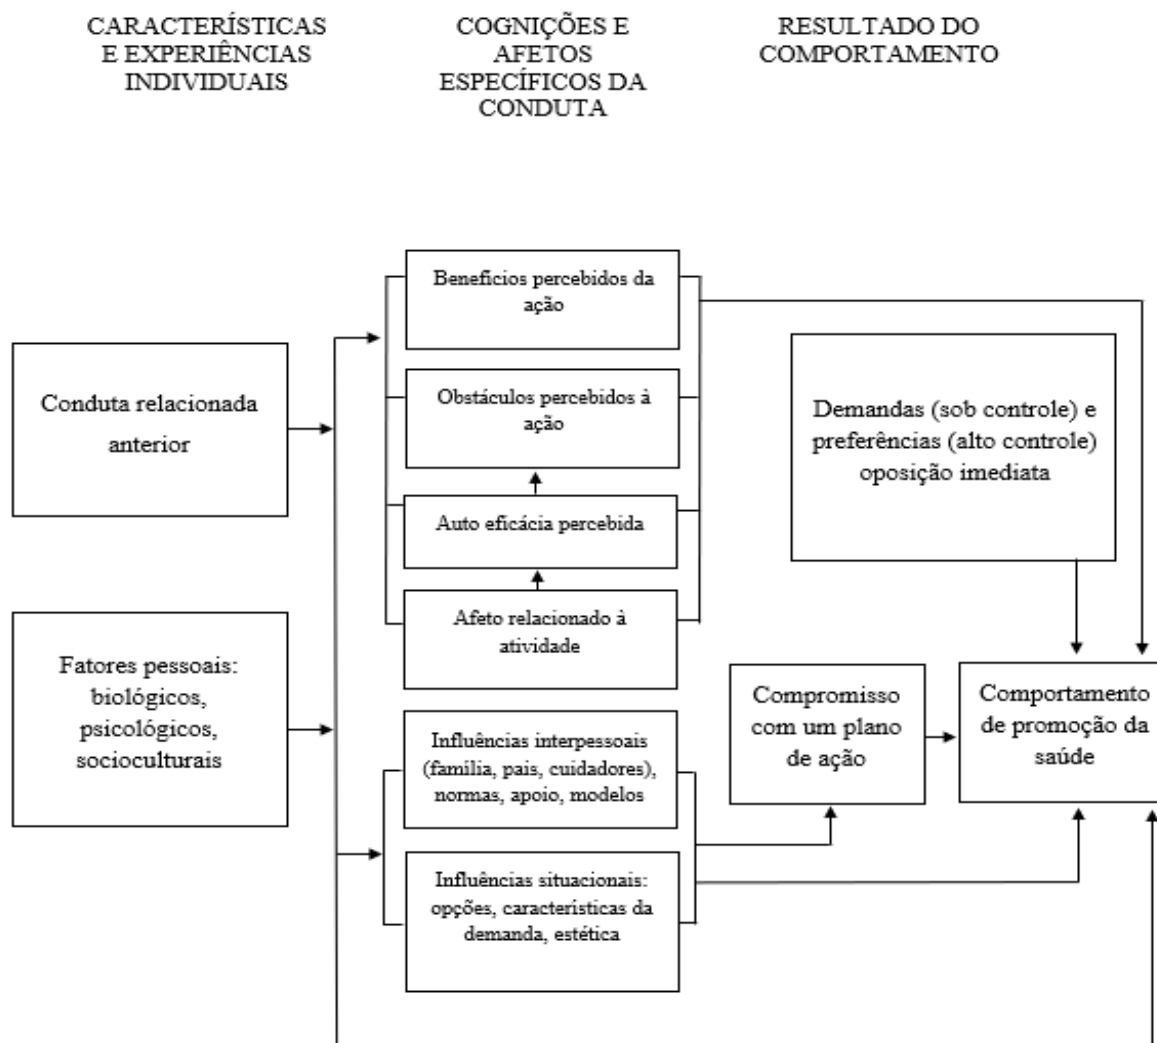 CARACTERÍSTICAS
E EXPERIÊNCIAS
INDIVIDUAIS
COGNIÇÕES E
AFETOS
ESPECÍFICOS DA
CONDUTA
RESULTADO DO
COMPORTAMENTO
Conduta relacionada
anterior
Fatores pessoais:
biológicos,
psicológicos,
socioculturais
Benefícios percebidos da
ação
Obstáculos percebidos à
ação
Auto eficácia percebida
Afeto relacionado à
atividade
Influências interpessoais
(família, pais, cuidadores),
normas, apoio, modelos
Influências situacionais:
opções, características da
demanda, estética
Demandas (sob controle) e
preferências (alto controle)
oposição imediata
Compromisso
com um plano
de ação
Comportamento
de promoção da
saúde